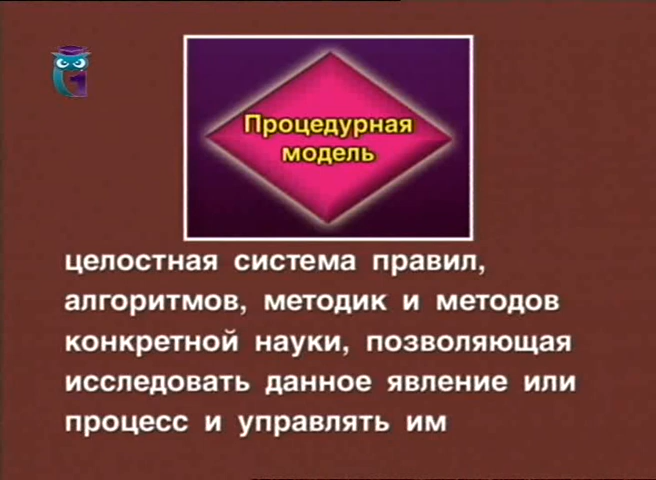 Процедурная
модель
целостная система правил,
алгоритмов, методик и методов
конкретной науки, позволяющая
исследовать данное явление или
процесс и управлять им